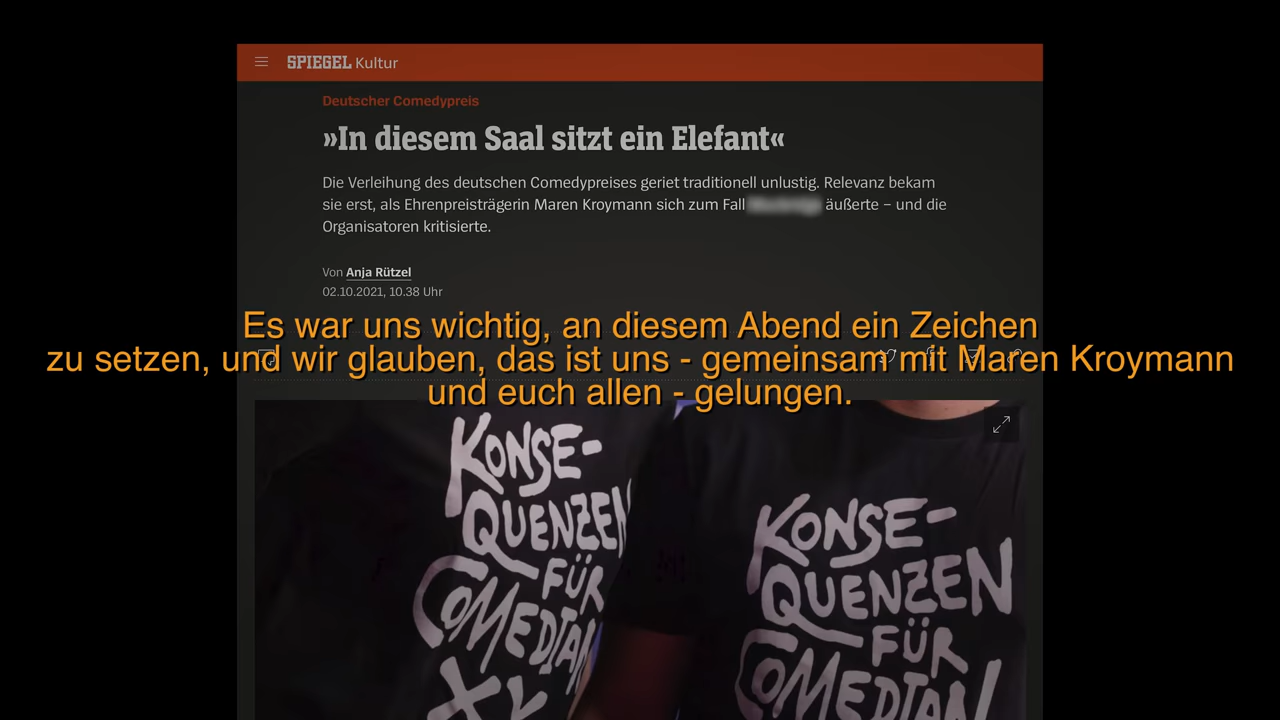 SPIEGEL Kultur
Deutscher Comedypreis
»In diesem Saal sitzt ein Elefant«
Die Verleihung des deutschen Comedypreises geriet traditionell unlustig. Relevanz bekam
sie erst, als Ehrenpreisträgerin Maren Kroymann sich zum Fall äußerte – und die
Organisatoren kritisierte.
Von Anja Rützel
02.10.2021, 10.38 Uhr
Es war uns wichtig, an diesem Abend ein Zeichen
zu setzen, und wir glauben, das ist uns - gemeinsam mit Maren Kroymann
und euch allen - gelungen.
KONSE-
QUENZEN
FÜR
COMEDIAN
XY
KONSE-
QUENZEN
FÜR
COMEDIAN